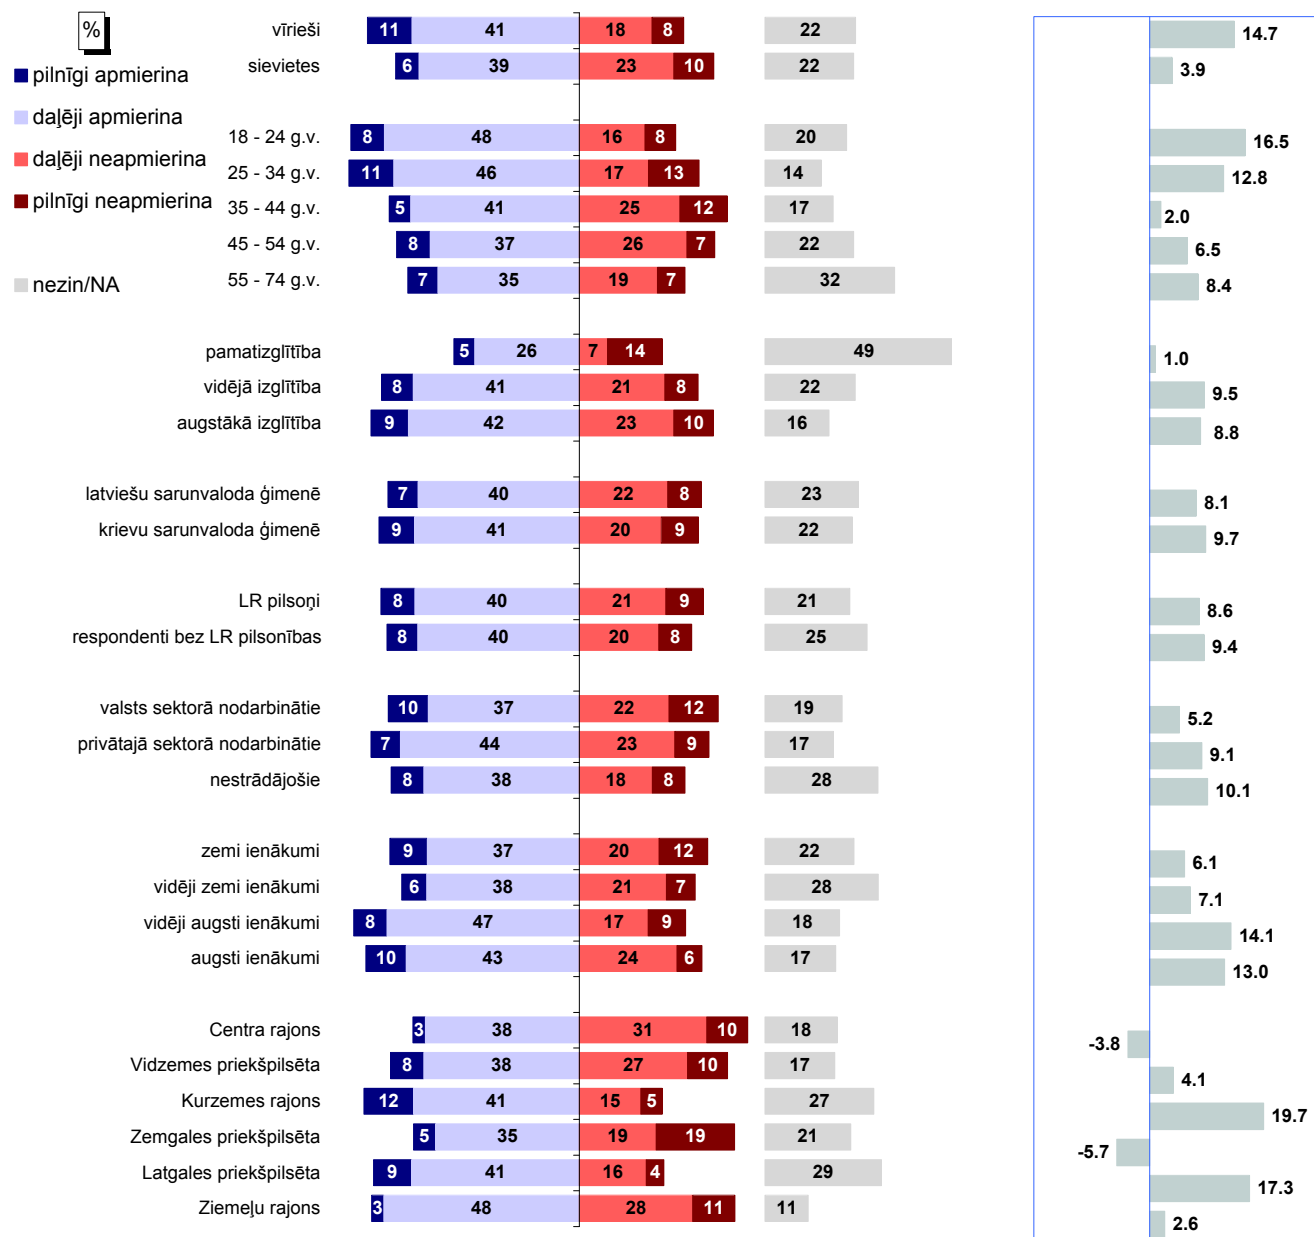 %
pilnīgi apmierina
daļēji apmierina
daļēji neapmierina
pilnīgi neapmierina
nezin/NA
vīrieši 11 41 18 8 22 14.7
sievietes 6 39 23 10 22 3.9
18 - 24 g.v. 8 48 16 8 20 16.5
25 - 34 g.v. 11 46 17 13 14 12.8
35 - 44 g.v. 5 41 25 12 17 2.0
45 - 54 g.v. 8 37 26 7 22 6.5
55 - 74 g.v. 7 35 19 7 32 8.4
pamatizglītība 5 26 7 14 49 1.0
vidējā izglītība 8 41 21 8 22 9.5
augstākā izglītība 9 42 23 10 16 8.8
latviešu sarunvaloda ģimenē 7 40 22 8 23 8.1
krievu sarunvaloda ģimenē 9 41 20 9 22 9.7
LR pilsoņi 8 40 21 9 21 8.6
respondenti bez LR pilsonības 8 40 20 8 25 9.4
valsts sektorā nodarbinātie 10 37 22 12 19 5.2
privātajā sektorā nodarbinātie 7 44 23 9 17 9.1
nestrādājošie 8 38 18 8 28 10.1
zemi ienākumi 9 37 20 12 22 6.1
vidēji zemi ienākumi 6 38 21 7 28 7.1
vidēji augsti ienākumi 8 47 17 9 18 14.1
augsti ienākumi 10 43 24 6 17 13.0
Centra rajons 3 38 31 10 18 -3.8
Vidzemes priekšpilsēta 8 38 27 10 17 4.1
Kurzemes rajons 12 41 15 5 27 19.7
Zemgales priekšpilsēta 5 35 19 19 21 -5.7
Latgales priekšpilsēta 9 41 16 4 29 17.3
Ziemeļu rajons 3 48 28 11 11 2.6